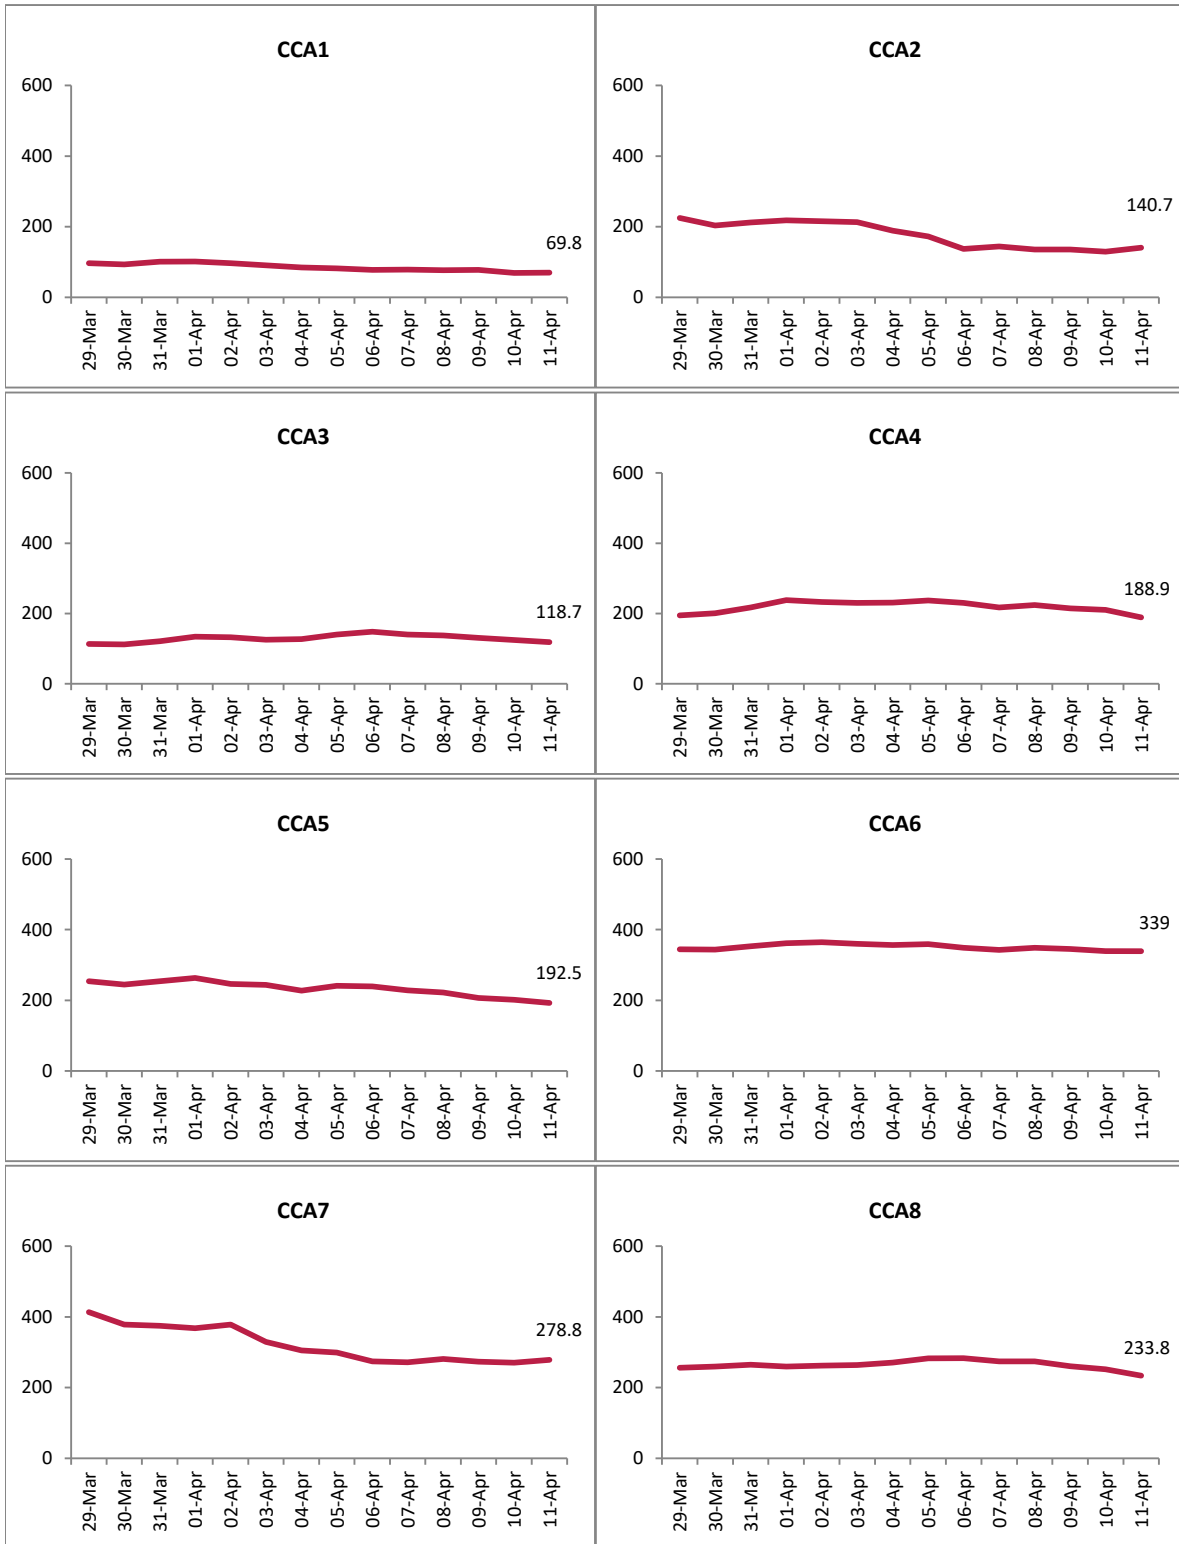 CCA1
600
400
200
0
69.8
29-Mar
30-Mar
31-Mar
01-Apr
02-Apr
03-Apr
04-Apr
05-Apr
06-Apr
07-Apr
08-Apr
09-Apr
10-Apr
11-Apr
CCA2
600
400
200
0
140.7
29-Mar
30-Mar
31-Mar
01-Apr
02-Apr
03-Apr
04-Apr
05-Apr
06-Apr
07-Apr
08-Apr
09-Apr
10-Apr
11-Apr
CCA3
600
400
200
0
118.7
29-Mar
30-Mar
31-Mar
01-Apr
02-Apr
03-Apr
04-Apr
05-Apr
06-Apr
07-Apr
08-Apr
09-Apr
10-Apr
11-Apr
CCA4
600
400
200
0
188.9
29-Mar
30-Mar
31-Mar
01-Apr
02-Apr
03-Apr
04-Apr
05-Apr
06-Apr
07-Apr
08-Apr
09-Apr
10-Apr
11-Apr
CCA5
600
400
200
0
192.5
29-Mar
30-Mar
31-Mar
01-Apr
02-Apr
03-Apr
04-Apr
05-Apr
06-Apr
07-Apr
08-Apr
09-Apr
10-Apr
11-Apr
CCA6
600
400
200
0
339
29-Mar
30-Mar
31-Mar
01-Apr
02-Apr
03-Apr
04-Apr
05-Apr
06-Apr
07-Apr
08-Apr
09-Apr
10-Apr
11-Apr
CCA7
600
400
200
0
278.8
29-Mar
30-Mar
31-Mar
01-Apr
02-Apr
03-Apr
04-Apr
05-Apr
06-Apr
07-Apr
08-Apr
09-Apr
10-Apr
11-Apr
CCA8
600
400
200
0
233.8
29-Mar
30-Mar
31-Mar
01-Apr
02-Apr
03-Apr
04-Apr
05-Apr
06-Apr
07-Apr
08-Apr
09-Apr
10-Apr
11-Apr